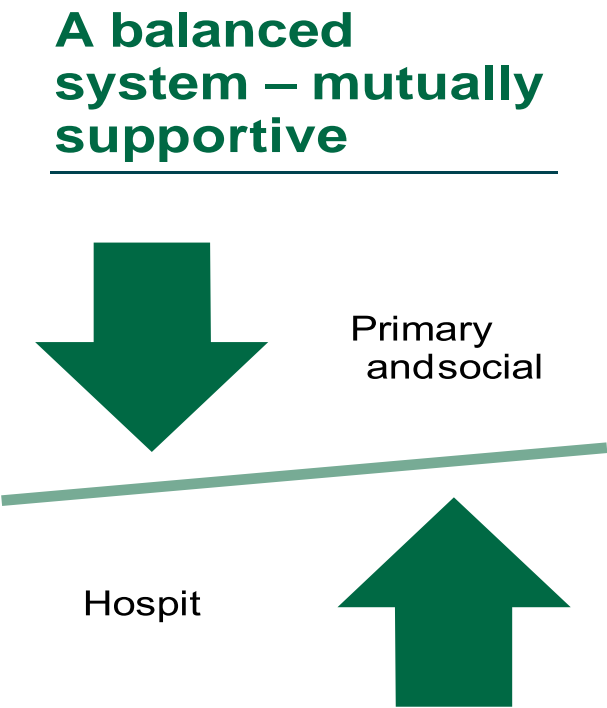 A balanced
system – mutually
supportive
Primary
andsocial
Hospit